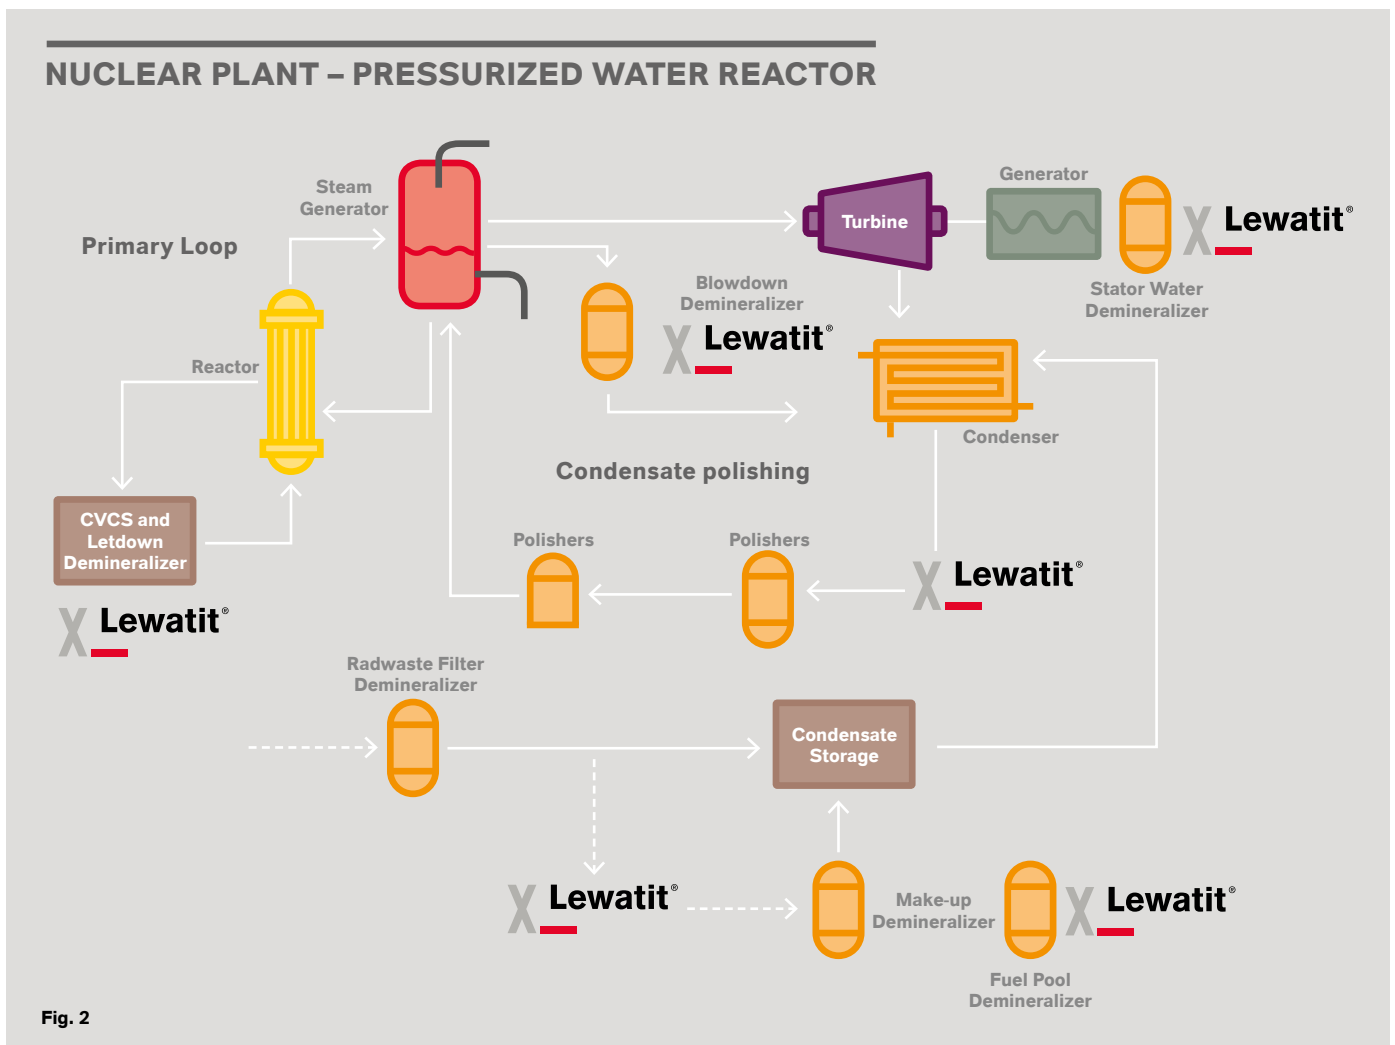 NUCLEAR PLANT – PRESSURIZED WATER REACTOR
Steam
Generator
Primary Loop
Turbine
Generator
X Lewatit®
Stator Water
Demineralizer
Blowdown
Demineralizer
X Lewatit®
Reactor
Condenser
Condensate polishing
CVCS and
Letdown
Demineralizer
X Lewatit®
Polishers
Polishers
X Lewatit®
Radwaste Filter
Demineralizer
Condensate
Storage
X Lewatit®
Make-up
Demineralizer
X Lewatit®
Fuel Pool
Demineralizer
Fig. 2